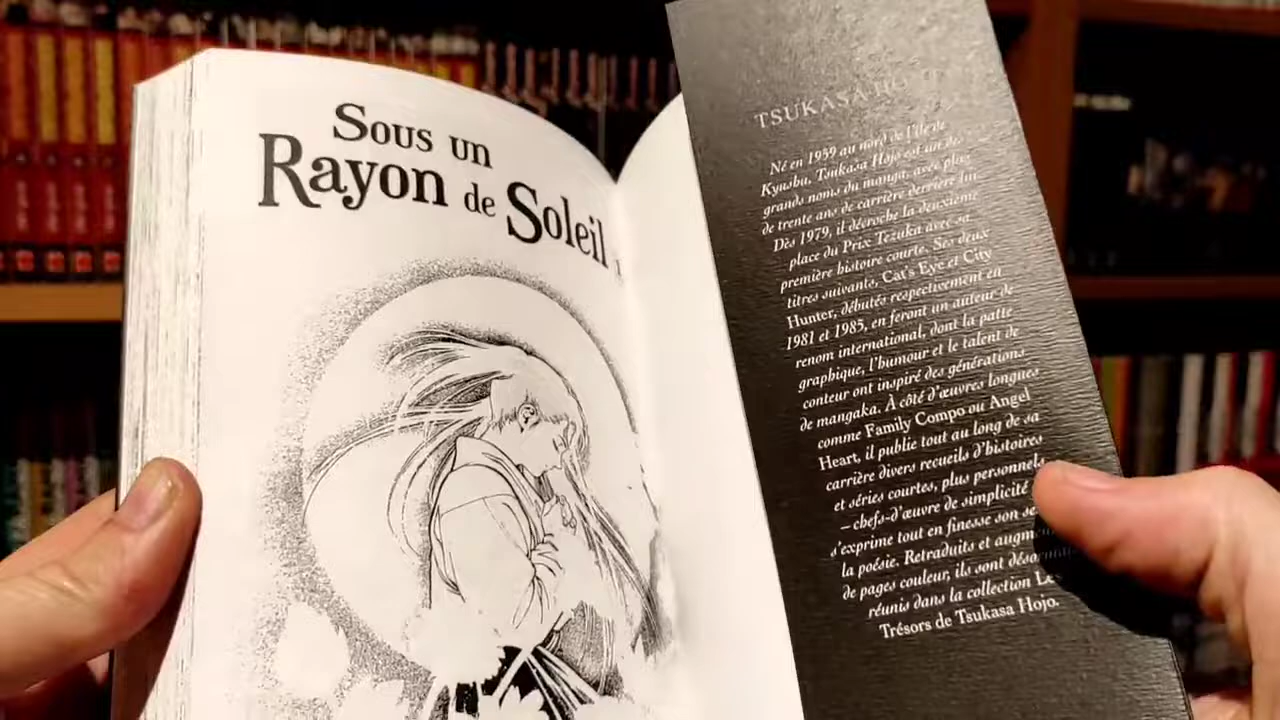 Sous un
Rayon de Soleil
TSUKASA HO
Né en 1959 au nord de l'île de
Kyushu, Tsukasa Hojo est un des
grands noms du manga, avec plus
de trente ans de carrière derrière lui.
Dès 1979, il décroche la deuxième
place du Prix Tezuka avec sa
première histoire courte. Ses deux
titres suivants, Cat's Eye et City
Hunter, débutés respectivement en
1981 et 1985, en feront un auteur de
renom international, dont la patte
graphique, l'humour et le talent de
conteur ont inspiré des générations
de mangaka. À côté d'œuvres longues
comme Family Compo ou Angel
Heart, il publie tout au long de sa
carrière divers recueils d'histoires
et séries courtes, plus personnels
– chefs-d'œuvre de simplicité
s'exprime tout en finesse son se
la poésie. Retraduits et augm
de pages couleur, ils sont déso
réunis dans la collection Les
Trésors de Tsukasa Hojo.